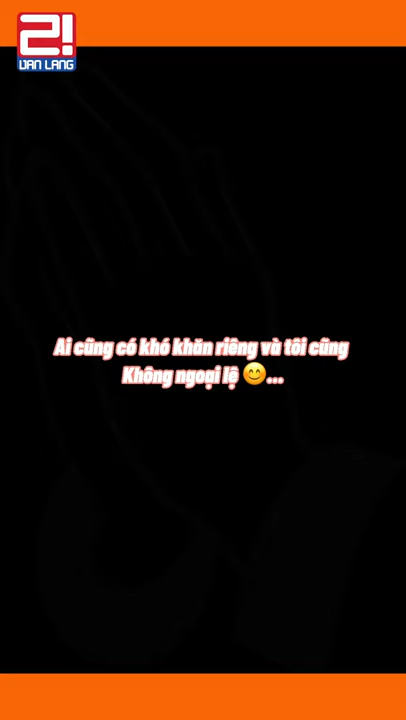 2!
VAN LANG
Ai cũng có khó khăn riêng và tôi cũng
Không ngoại lệ 😊...